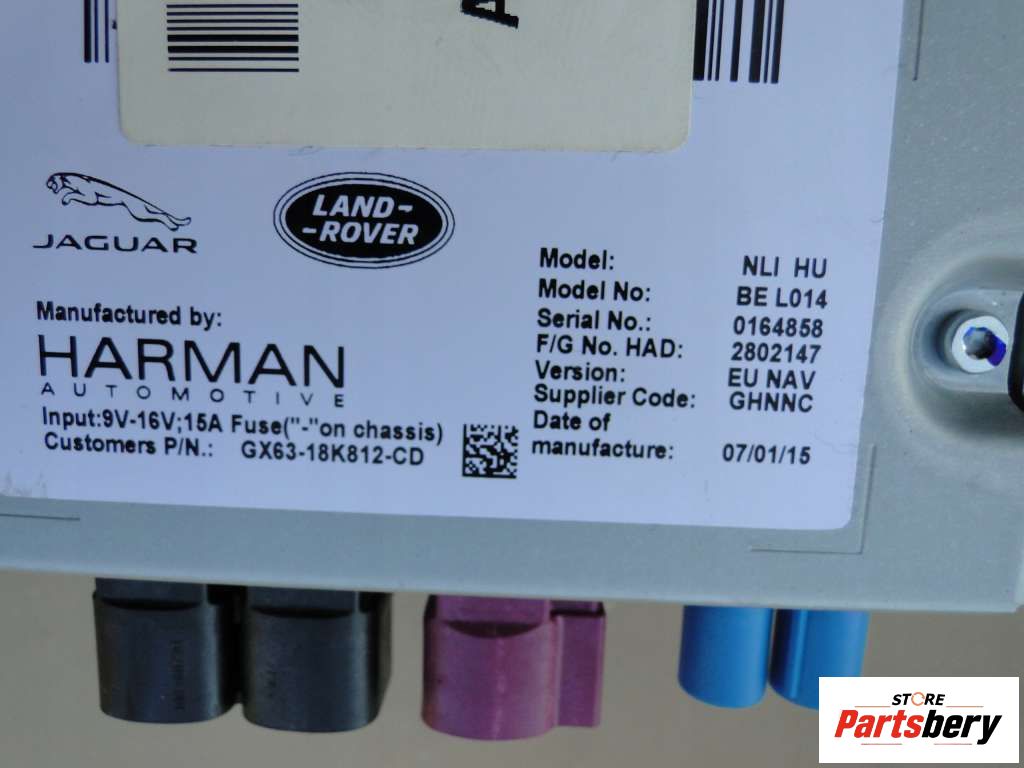 JAGUAR
LAND-
-ROVER
Manufactured by:
HARMAN
AUTOMOTIVE
Input:9V-16V;15A Fuse("-"on chassis)
Customers P/N.: GX63-18K812-CD
Model: NLI HU
Model No: BE L014
Serial No.: 0164858
F/G No. HAD: 2802147
Version: EU NAV
Supplier Code: GHNNC
Date of
manufacture: 07/01/15
STORE
Partsbery